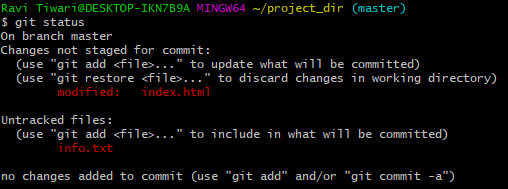 Ravi Tiwari@DESKTOP-IKN7B9A MINGW64 ~/project_dir (master)
$ git status
On branch master
Changes not staged for commit:
  (use "git add <file>..." to update what will be committed)
  (use "git restore <file>..." to discard changes in working directory)
        modified:   index.html

Untracked files:
  (use "git add <file>..." to include in what will be committed)
        info.txt

no changes added to commit (use "git add" and/or "git commit -a")